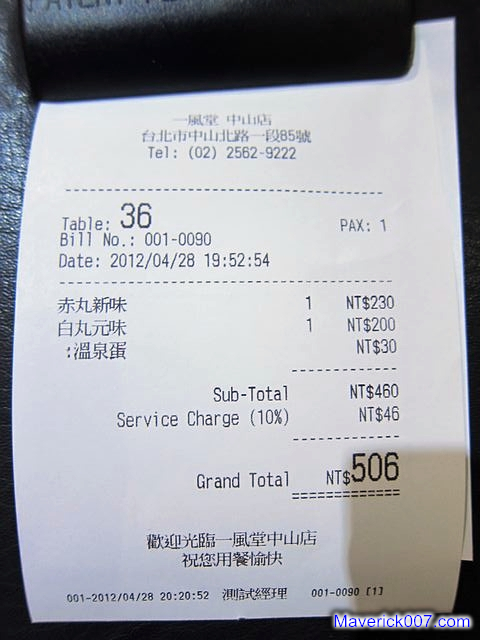 一風堂 中山店
台北市中山北路一段85號
Tel: (02) 2562-9222
Table: 36 PAX: 1
Bill No.: 001-0090
Date: 2012/04/28 19:52:54
赤丸新味 1 NT$230
白丸元味 1 NT$200
:溫泉蛋 NT$30
Sub-Total NT$460
Service Charge (10%) NT$46
Grand Total NT$506
歡迎光臨一風堂中山店
祝您用餐愉快
001-2012/04/28 20:20:52 測試經理 001-0090 [1]
Maverick007.com